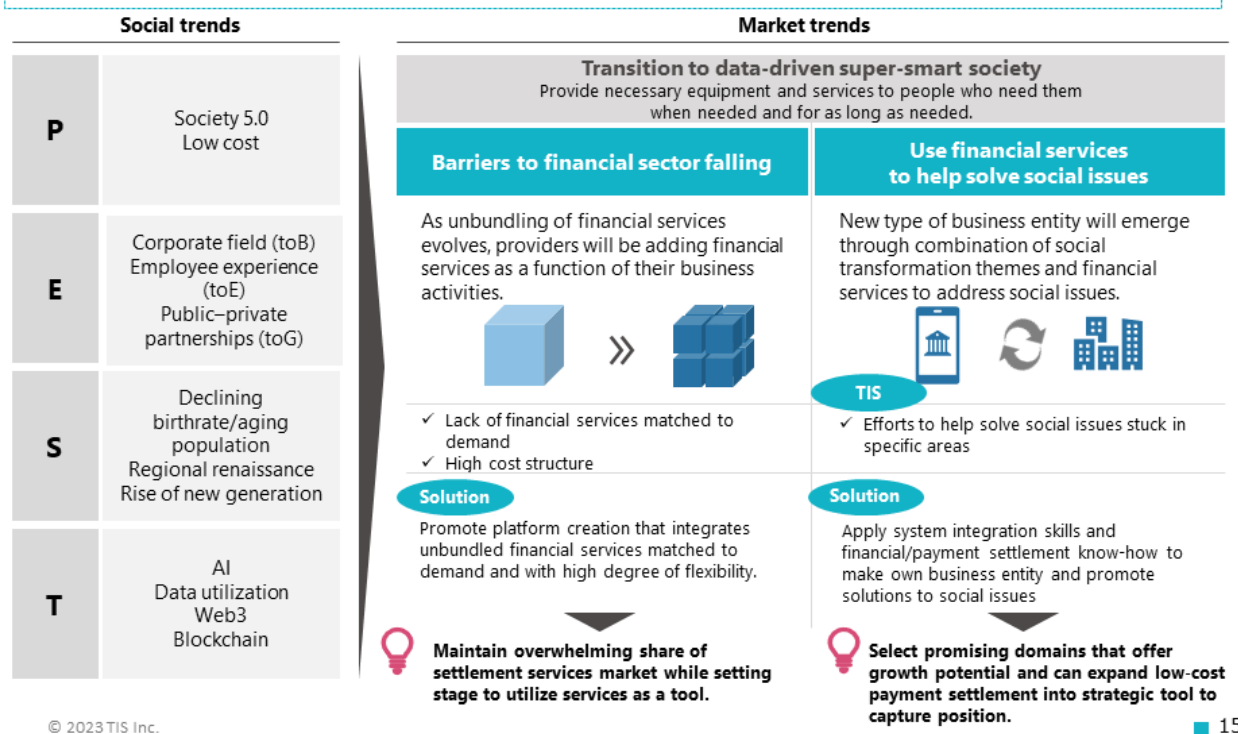 Social trends
Market trends
P
Society 5.0
Low cost
E
Corporate field (toB)
Employee experience
(toE)
Public–private
partnerships (toG)
S
Declining
birthrate/aging
population
Regional renaissance
Rise of new generation
T
AI
Data utilization
Web3
Blockchain
Transition to data-driven super-smart society
Provide necessary equipment and services to people who need them
when needed and for as long as needed.
Barriers to financial sector falling
As unbundling of financial services
evolves, providers will be adding financial
services as a function of their business
activities.
»
✓ Lack of financial services matched to
demand
✓ High cost structure
Solution
Promote platform creation that integrates
unbundled financial services matched to
demand and with high degree of flexibility.
Maintain overwhelming share of
settlement services market while setting
stage to utilize services as a tool.
Use financial services
to help solve social issues
New type of business entity will emerge
through combination of social
transformation themes and financial
services to address social issues.
TIS
✓ Efforts to help solve social issues stuck in
specific areas
Solution
Apply system integration skills and
financial/payment settlement know-how to
make own business entity and promote
solutions to social issues
Select promising domains that offer
growth potential and can expand low-cost
payment settlement into strategic tool to
capture position.
© 2023 TIS Inc.
15